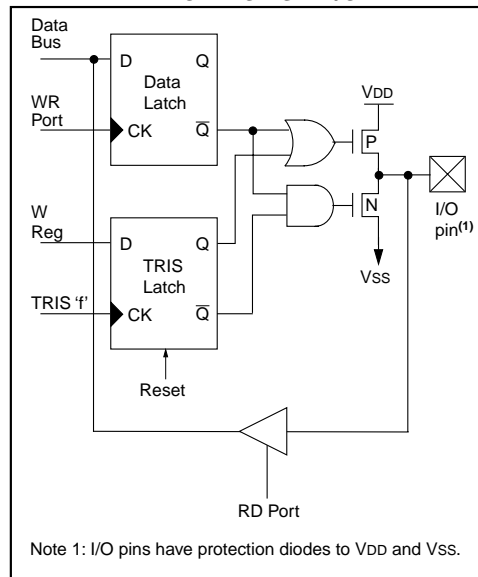 Data
Bus
D Q
Data
Latch
WR
Port
CK Q
VDD
P
N
I/O
pin(1)
VSS
W
Reg
D Q
TRIS
Latch
TRIS ‘f’
CK Q
Reset
RD Port
Note 1: I/O pins have protection diodes to VDD and VSS.